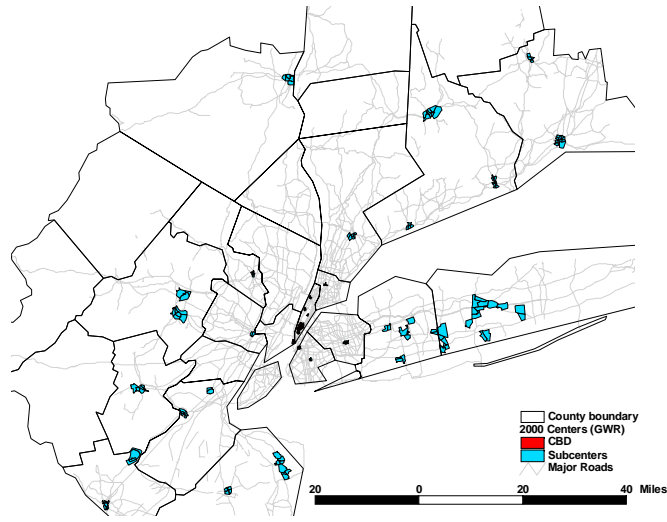 County boundary
2000 Centers (GWR)
CBD
Subcenters
Major Roads
20 0 20 40 Miles